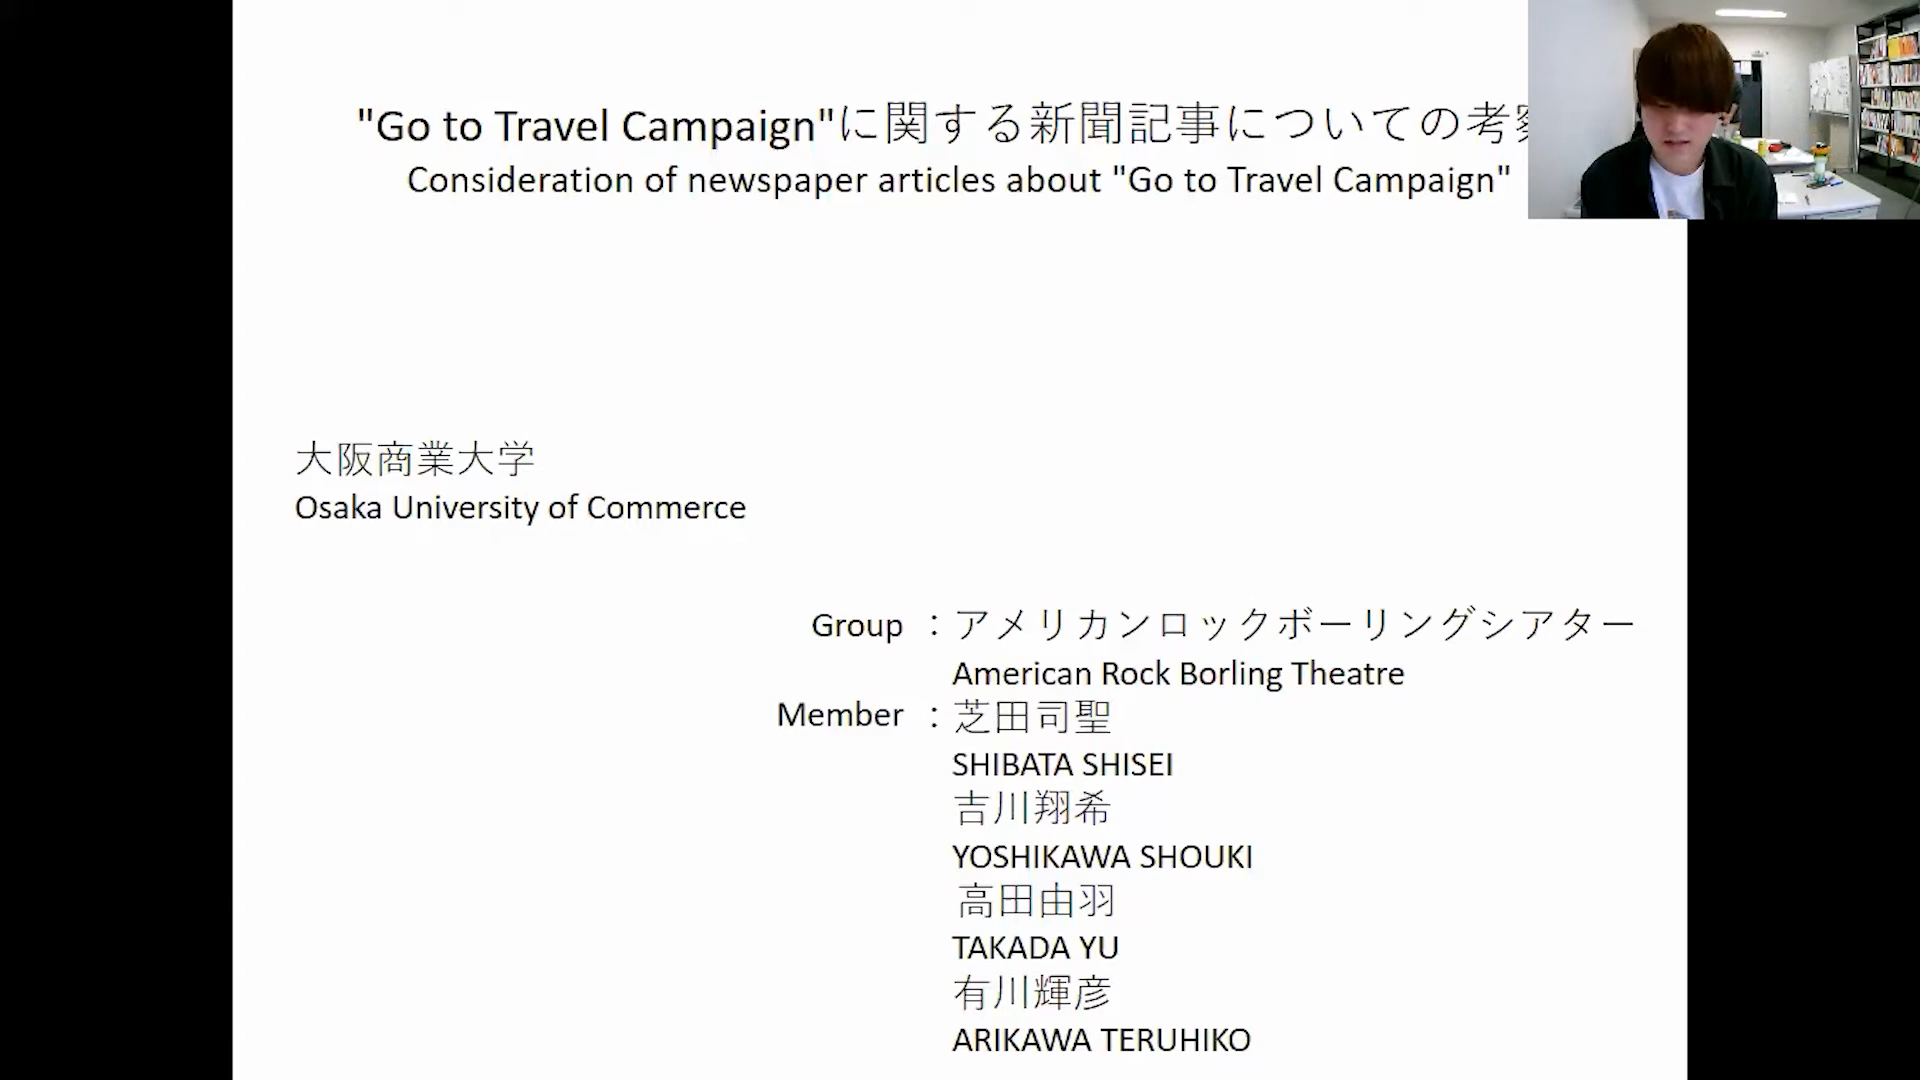 "Go to Travel Campaign"に関する新聞記事についての考
Consideration of newspaper articles about "Go to Travel Campaign"
大阪商業大学
Osaka University of Commerce
Group ：アメリカンロックボーリングシアター
American Rock Borling Theatre
Member ：芝田司聖
SHIBATA SHISEI
吉川翔希
YOSHIKAWA SHOUKI
高田由羽
TAKADA YU
有川輝彦
ARIKAWA TERUHIKO